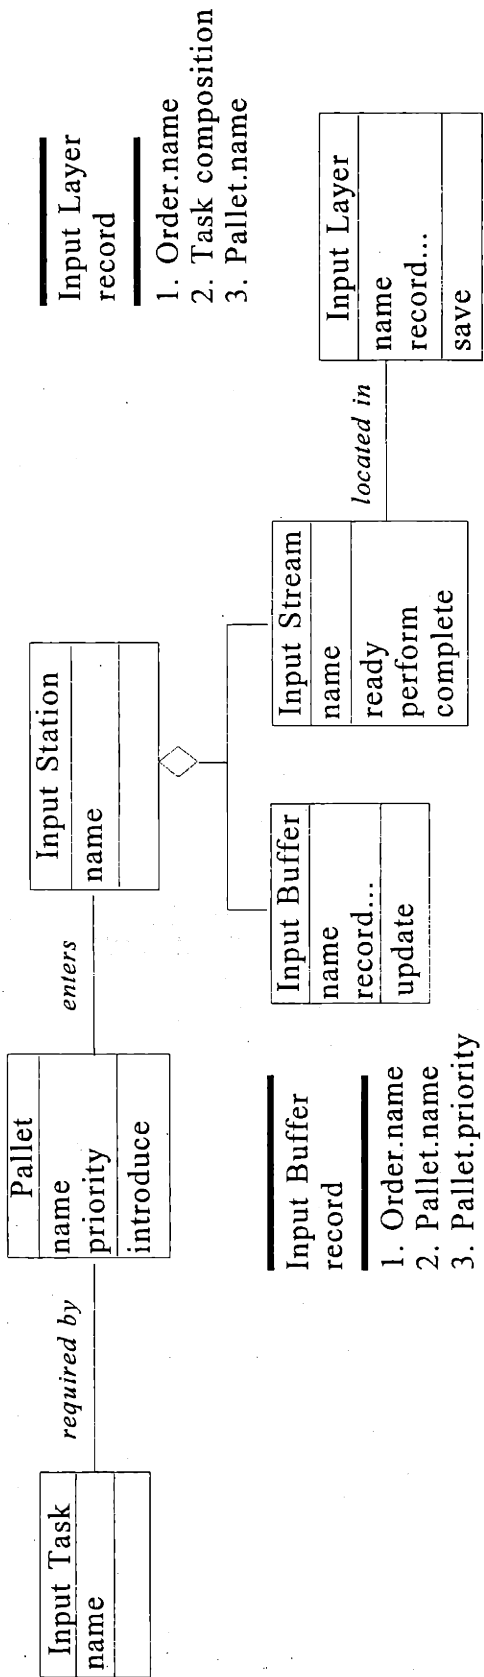 Input Task
name
required by
Pallet
name
priority
introduce
enters
Input Station
name
Input Layer
record
1. Order.name
2. Task composition
3. Pallet.name
Input Buffer
record
1. Order.name
2. Pallet.name
3. Pallet.priority
Input Buffer
name
record...
update
Input Stream
name
ready
perform
complete
located in
Input Layer
name
record...
save